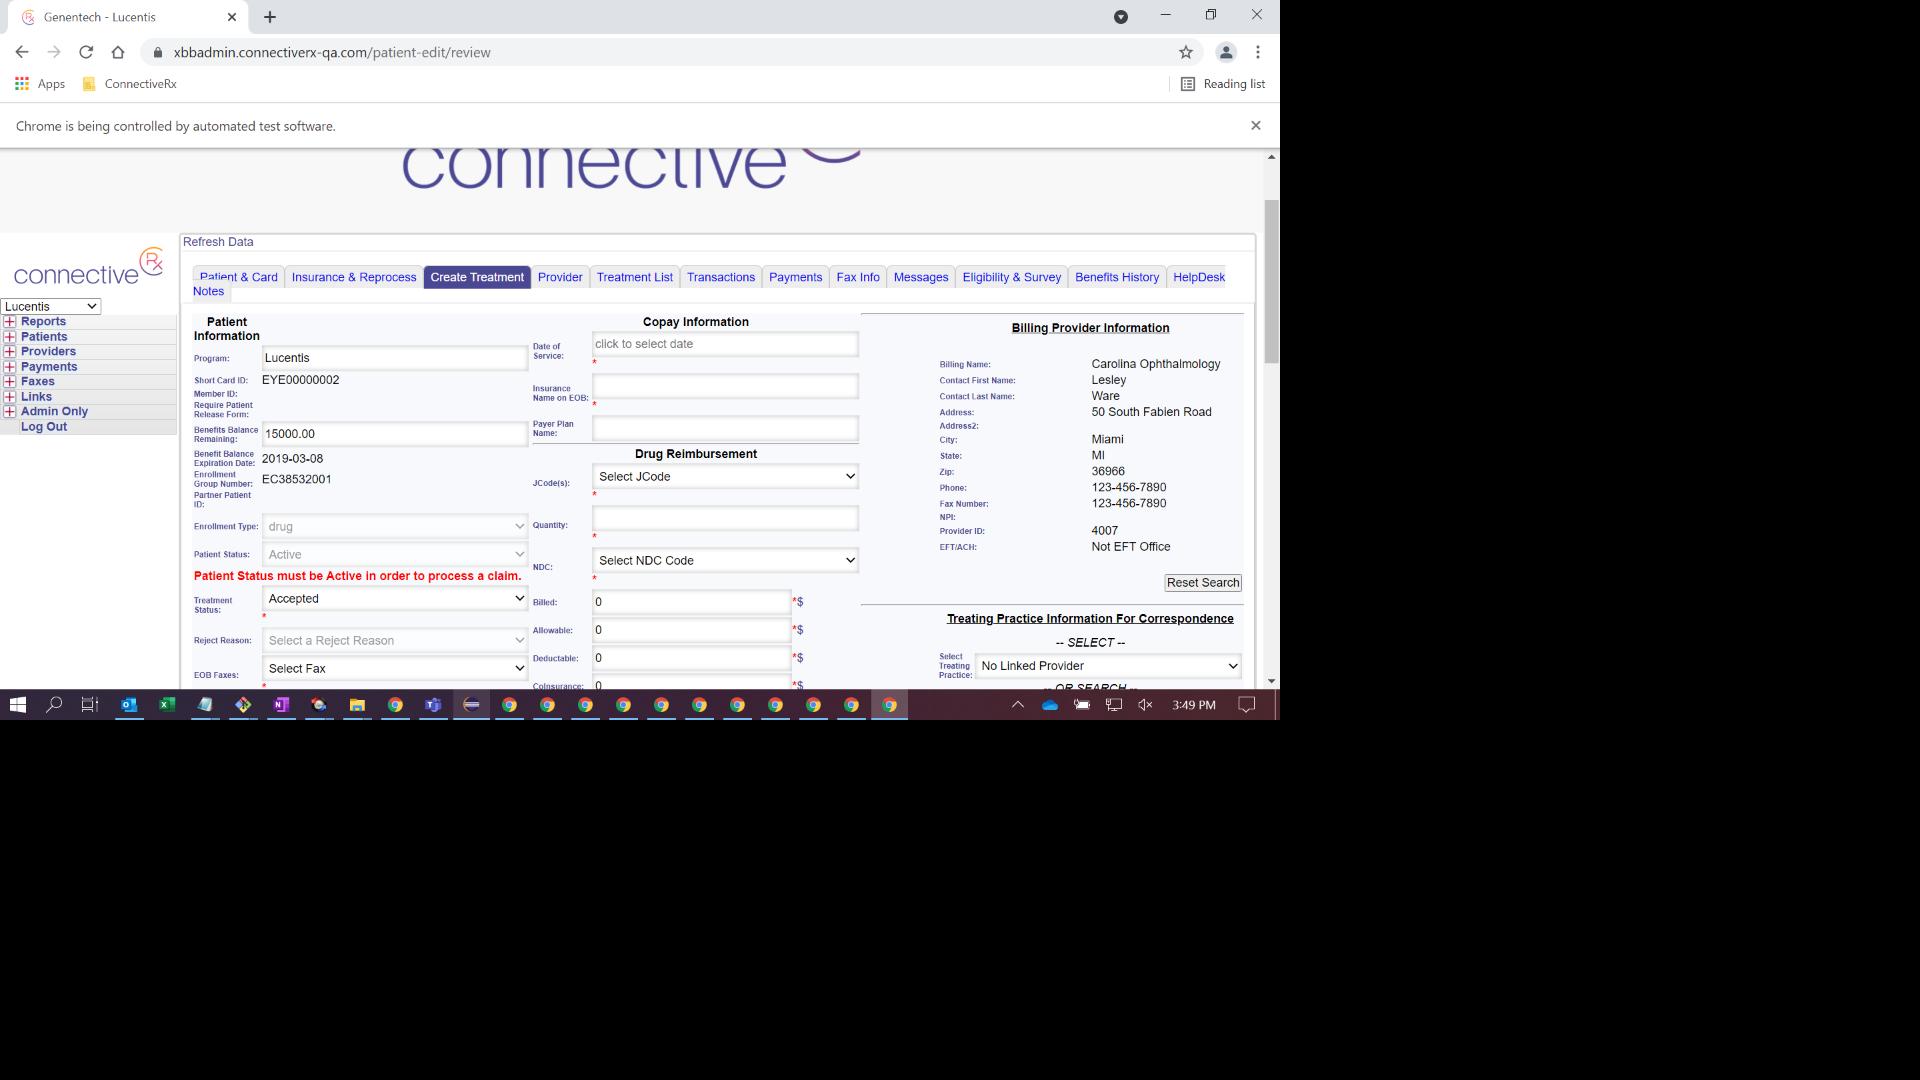 Genentech - Lucentis
xbbadmin.connectiverx-qa.com/patient-edit/review
Apps
ConnectiveRx
Reading list
Chrome is being controlled by automated test software.
connective
Rx
connective
Lucentis
Reports
Patients
Providers
Payments
Faxes
Links
Admin Only
Log Out
Refresh Data
Patient & Card
Insurance & Reprocess
Create Treatment
Provider
Treatment List
Transactions
Payments
Fax Info
Messages
Eligibility & Survey
Benefits History
HelpDesk
Notes
Patient
Information
Program: Lucentis
Short Card ID: EYE00000002
Member ID:
Require Patient
Release Form:
Benefits Balance
Remaining: 15000.00
Benefit Balance
Expiration Date: 2019-03-08
Enrollment
Group Number: EC38532001
Partner Patient
ID:
Enrollment Type: drug
Patient Status: Active
Patient Status must be Active in order to process a claim.
Treatment
Status: Accepted
*
Reject Reason: Select a Reject Reason
EOB Faxes: Select Fax
*
Copay Information
Date of
Service: click to select date
*
Insurance
Name on EOB:
*
Payer Plan
Name:
Drug Reimbursement
JCode(s): Select JCode
*
Quantity:
*
NDC: Select NDC Code
*
Billed: 0 *$
Allowable: 0 *$
Deductable: 0 *$
CoInsurance: 0 *$
Billing Provider Information
Billing Name: Carolina Ophthalmology
Contact First Name: Lesley
Contact Last Name: Ware
Address: 50 South Fabien Road
Address2:
City: Miami
State: MI
Zip: 36966
Phone: 123-456-7890
Fax Number: 123-456-7890
NPI:
Provider ID: 4007
EFT/ACH: Not EFT Office
Reset Search
Treating Practice Information For Correspondence
-- SELECT --
Select
Treating
Practice: No Linked Provider
-- OR SEARCH --
3:49 PM